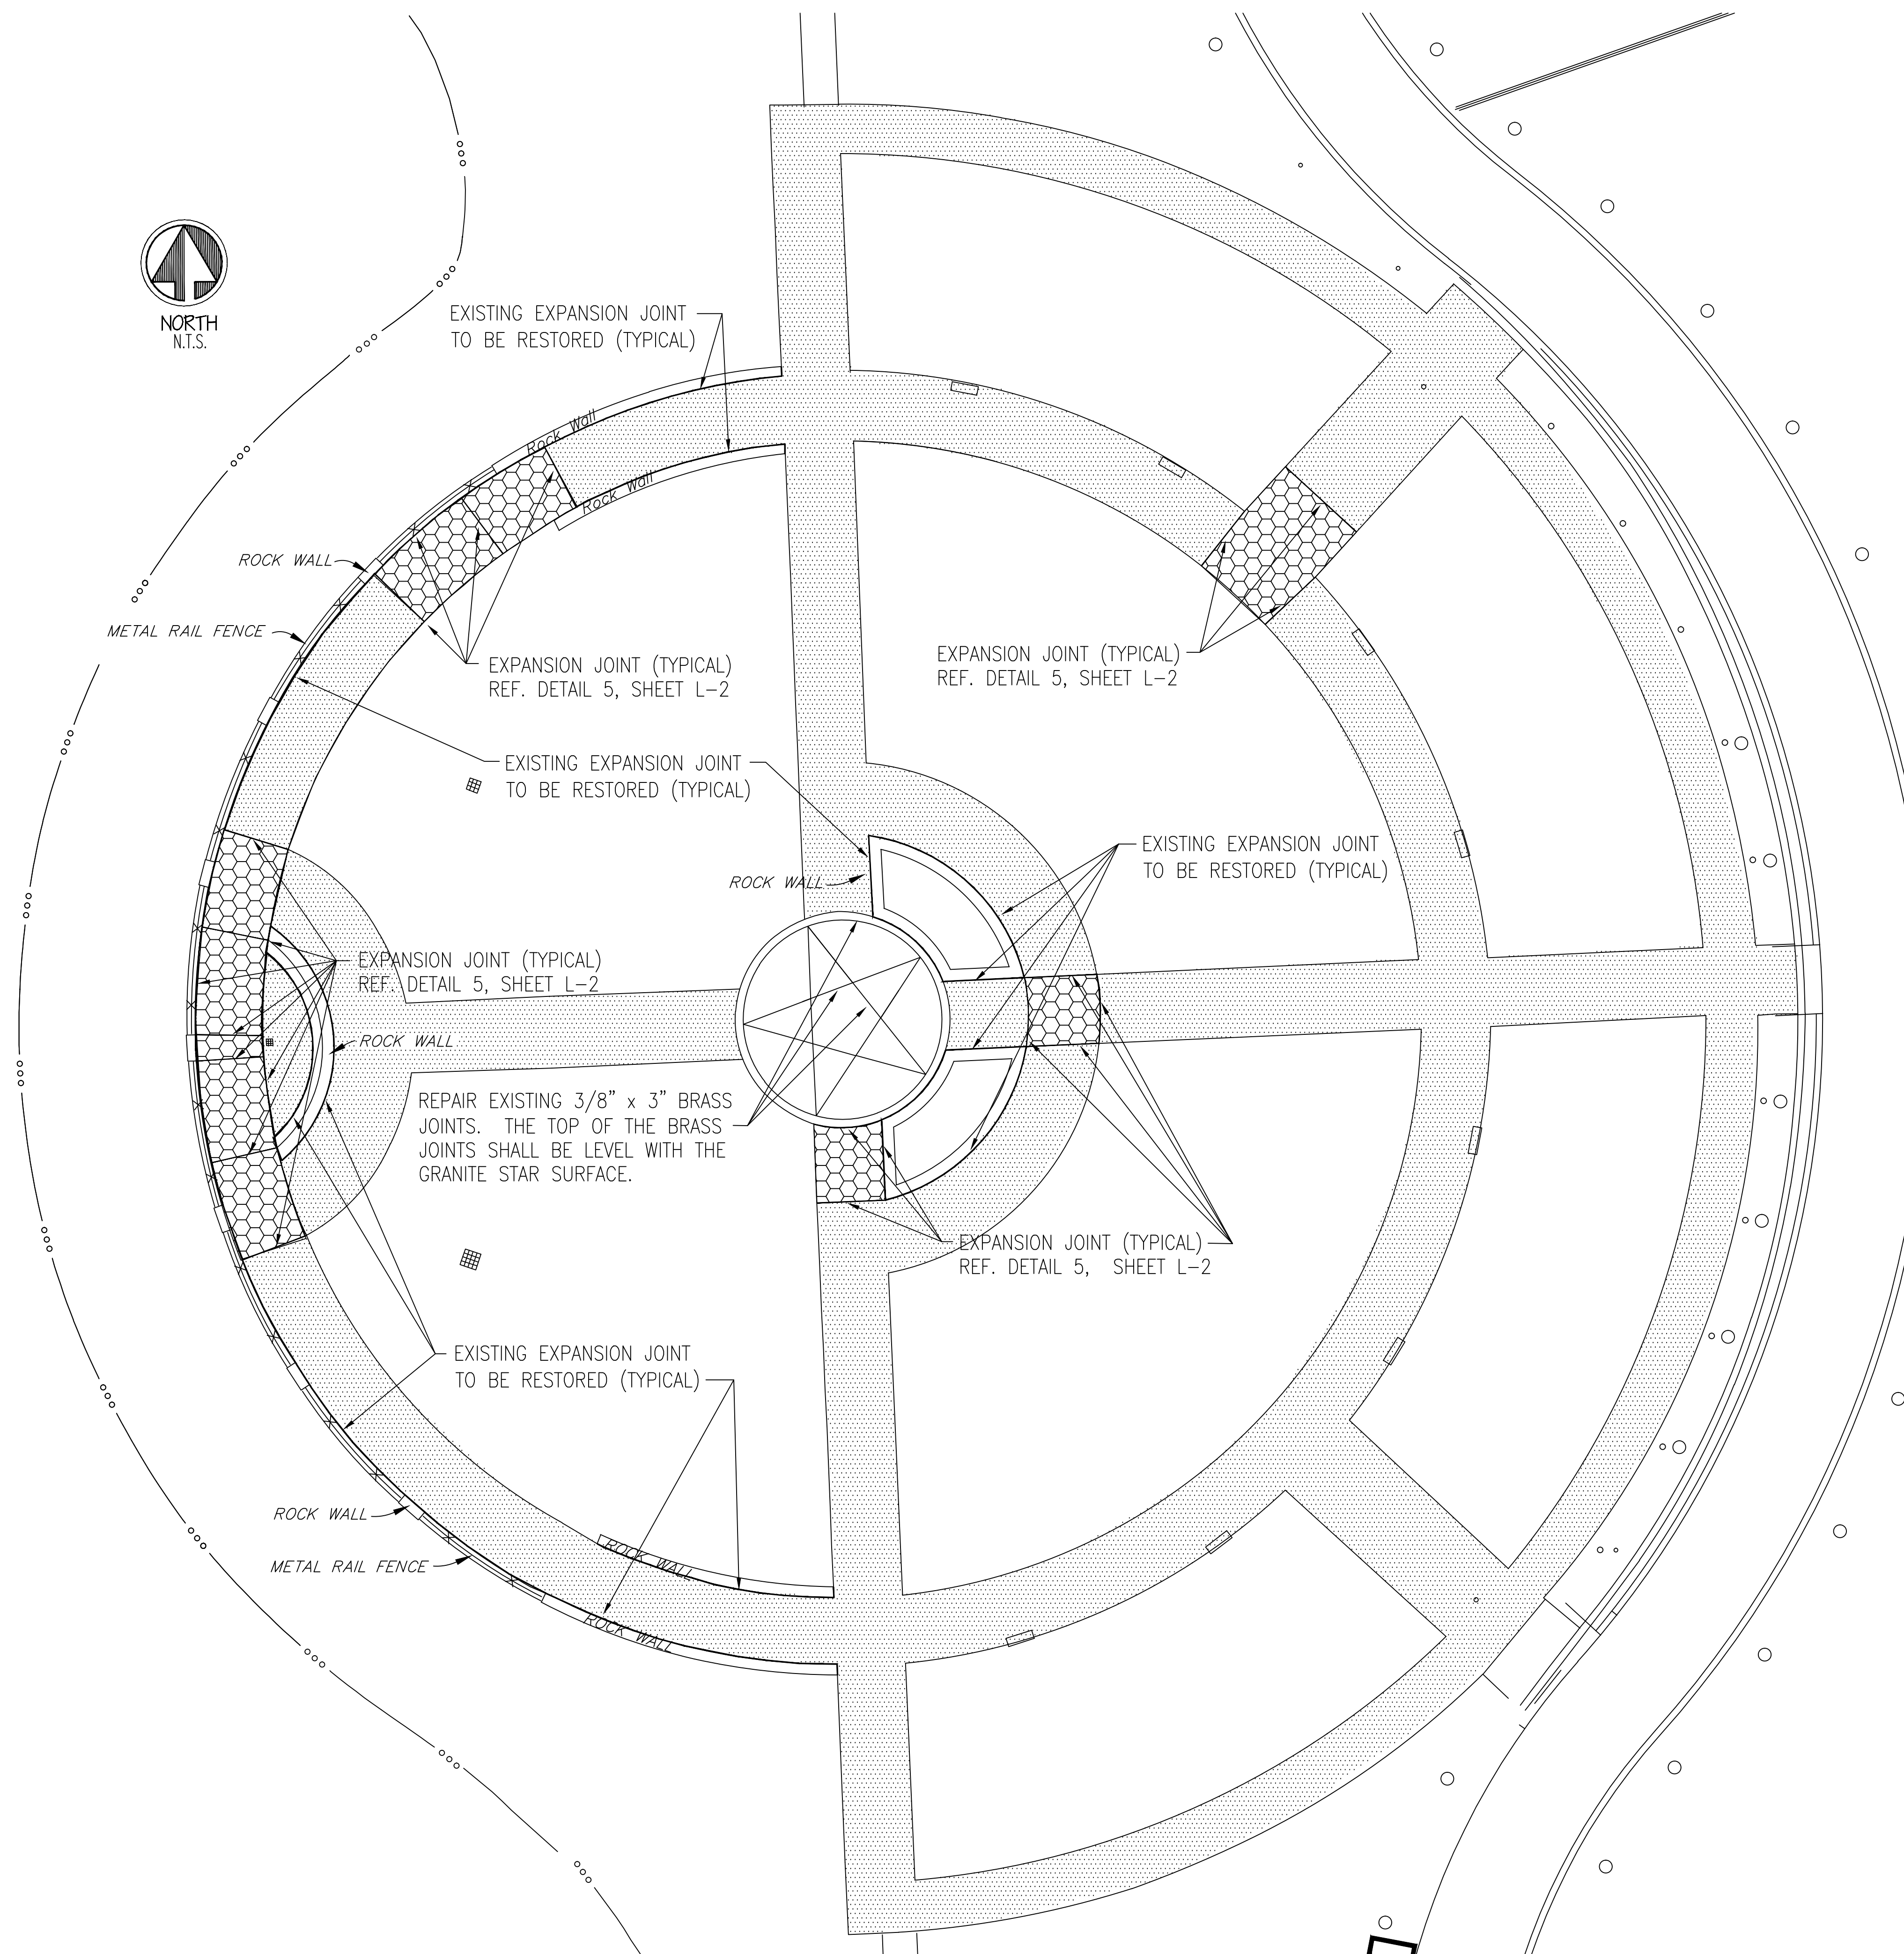 NORTH
N.T.S.
EXISTING EXPANSION JOINT
TO BE RESTORED (TYPICAL)
Rock Wall
Rock Wall
ROCK WALL
METAL RAIL FENCE
EXPANSION JOINT (TYPICAL)
REF. DETAIL 5, SHEET L-2
EXPANSION JOINT (TYPICAL)
REF. DETAIL 5, SHEET L-2
EXISTING EXPANSION JOINT
TO BE RESTORED (TYPICAL)
EXISTING EXPANSION JOINT
TO BE RESTORED (TYPICAL)
ROCK WALL
EXPANSION JOINT (TYPICAL)
REF. DETAIL 5, SHEET L-2
ROCK WALL
REPAIR EXISTING 3/8" x 3" BRASS
JOINTS. THE TOP OF THE BRASS
JOINTS SHALL BE LEVEL WITH THE
GRANITE STAR SURFACE.
EXPANSION JOINT (TYPICAL)
REF. DETAIL 5, SHEET L-2
EXISTING EXPANSION JOINT
TO BE RESTORED (TYPICAL)
ROCK WALL
METAL RAIL FENCE
ROCK WALL
ROCK WALL